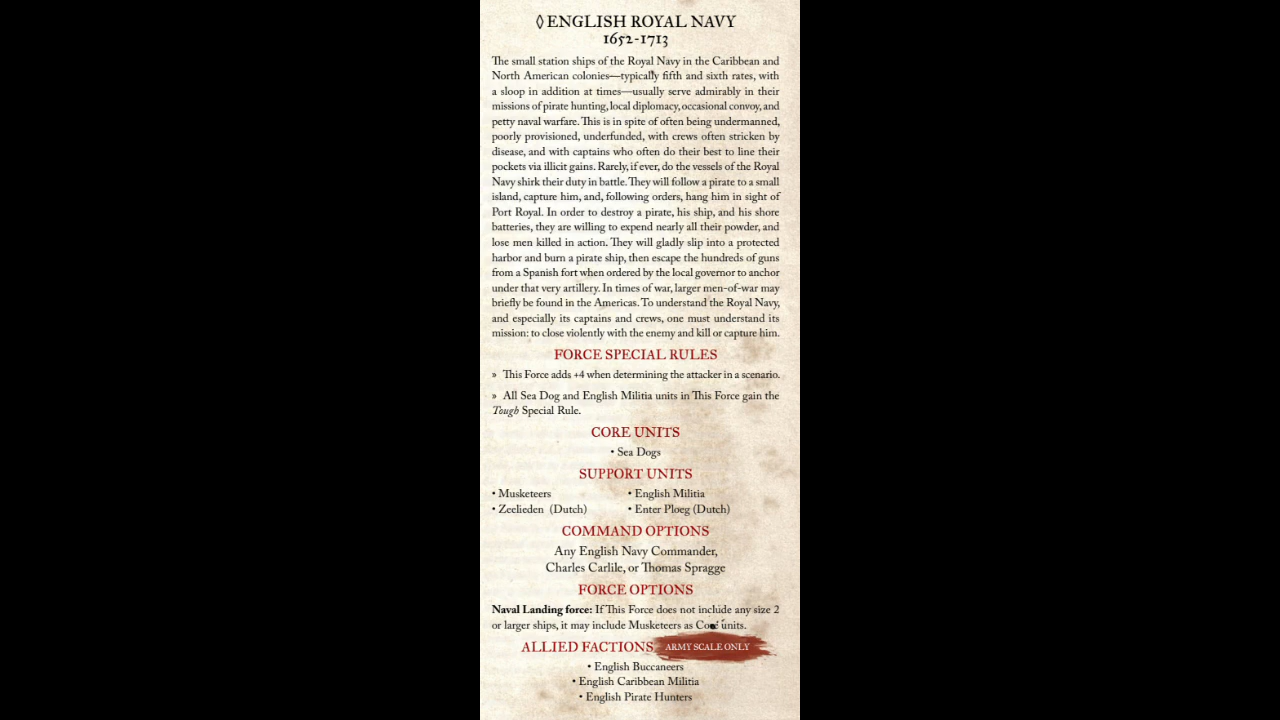 ◊ ENGLISH ROYAL NAVY
1652-1713
The small station ships of the Royal Navy in the Caribbean and
North American colonies—typically fifth and sixth rates, with
a sloop in addition at times—usually serve admirably in their
missions of pirate hunting, local diplomacy, occasional convoy, and
petty naval warfare. This is in spite of often being undermanned,
poorly provisioned, underfunded, with crews often stricken by
disease, and with captains who often do their best to line their
pockets via illicit gains. Rarely, if ever, do the vessels of the Royal
Navy shirk their duty in battle. They will follow a pirate to a small
island, capture him, and, following orders, hang him in sight of
Port Royal. In order to destroy a pirate, his ship, and his shore
batteries, they are willing to expend nearly all their powder, and
lose men killed in action. They will gladly slip into a protected
harbor and burn a pirate ship, then escape the hundreds of guns
from a Spanish fort when ordered by the local governor to anchor
under that very artillery. In times of war, larger men-of-war may
briefly be found in the Americas. To understand the Royal Navy,
and especially its captains and crews, one must understand its
mission: to close violently with the enemy and kill or capture him.
FORCE SPECIAL RULES
» This Force adds +4 when determining the attacker in a scenario.
» All Sea Dog and English Militia units in This Force gain the
Tough Special Rule.
CORE UNITS
• Sea Dogs
SUPPORT UNITS
• Musketeers • English Militia
• Zeelieden (Dutch) • Enter Ploeg (Dutch)
COMMAND OPTIONS
Any English Navy Commander,
Charles Carlile, or Thomas Spragge
FORCE OPTIONS
Naval Landing force: If This Force does not include any size 2
or larger ships, it may include Musketeers as Core units.
ALLIED FACTIONS ARMY SCALE ONLY
• English Buccaneers
• English Caribbean Militia
• English Pirate Hunters